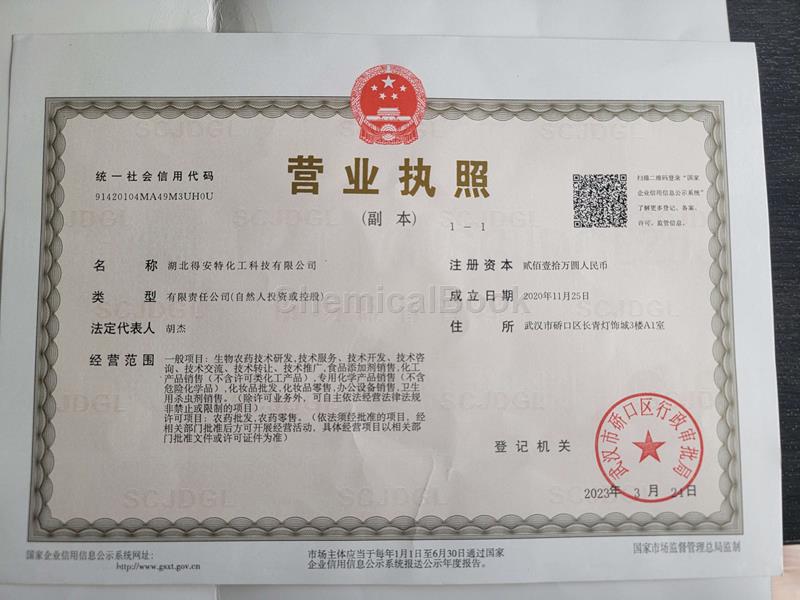 统一社会信用代码
91420104MA49M3UH0U
营业执照
(副 本)
1-1
扫描二维码登录“国家
企业信用信息公示系统”
了解更多登记、备案、
许可、监管信息。
名 称 湖北得安特化工科技有限公司
类 型 有限责任公司(自然人投资或控股)
法定代表人 胡杰
经营范围 一般项目：生物农药技术研发,技术服务、技术开发、技术咨
询、技术交流、技术转让、技术推广,食品添加剂销售,化工
产品销售（不含许可类化工产品）,专用化学产品销售（不含
危险化学品）,化妆品批发,化妆品零售,办公设备销售,卫生
用杀虫剂销售。（除许可业务外，可自主依法经营法律法规
非禁止或限制的项目）
许可项目：农药批发,农药零售。（依法须经批准的项目，经
相关部门批准后方可开展经营活动，具体经营项目以相关部
门批准文件或许可证件为准）
注册资本 贰佰壹拾万圆人民币
成立日期 2020年11月25日
住 所 武汉市硚口区长青灯饰城3楼A1室
ChemicalBook
登记机关
武汉市硚口区行政审批局
2023年 3 月 24日
国家企业信用信息公示系统网址：
http://www.gsxt.gov.cn
市场主体应当于每年1月1日至6月30日通过国家
企业信用信息公示系统报送公示年度报告。
国家市场监督管理总局监制
SCJDGL